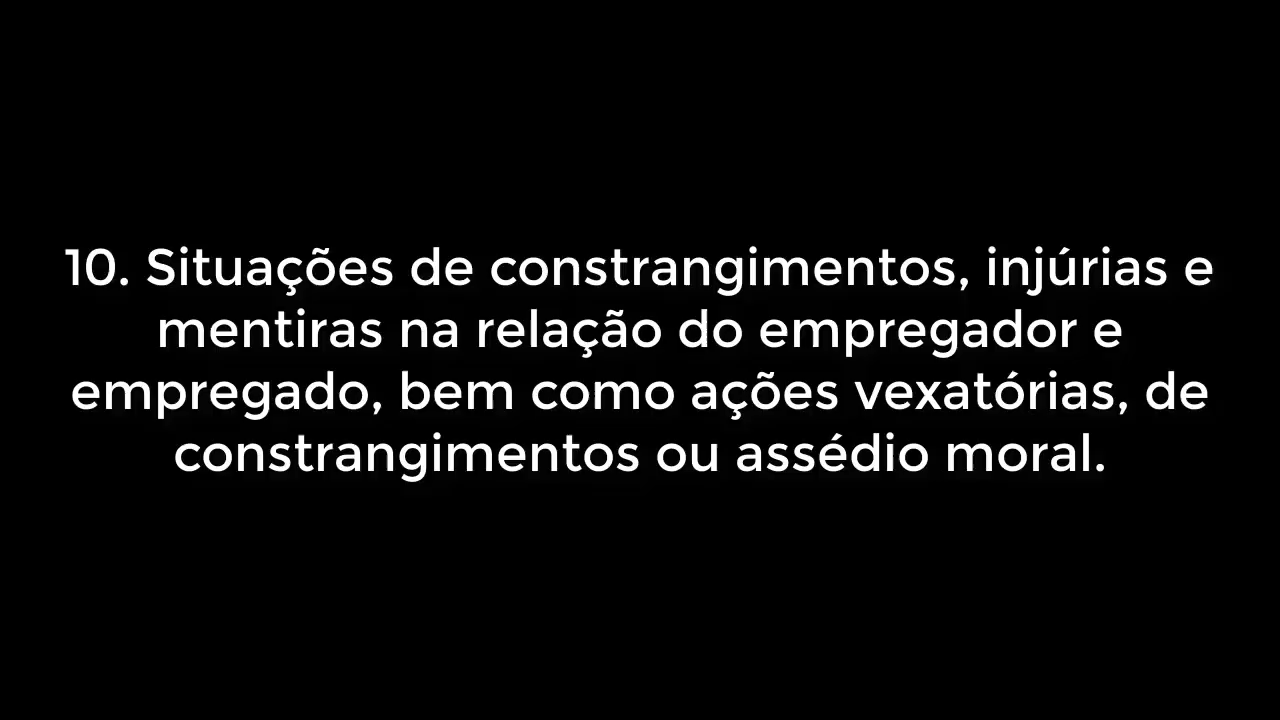 10. Situações de constrangimentos, injúrias e
mentiras na relação do empregador e
empregado, bem como ações vexatórias, de
constrangimentos ou assédio moral.